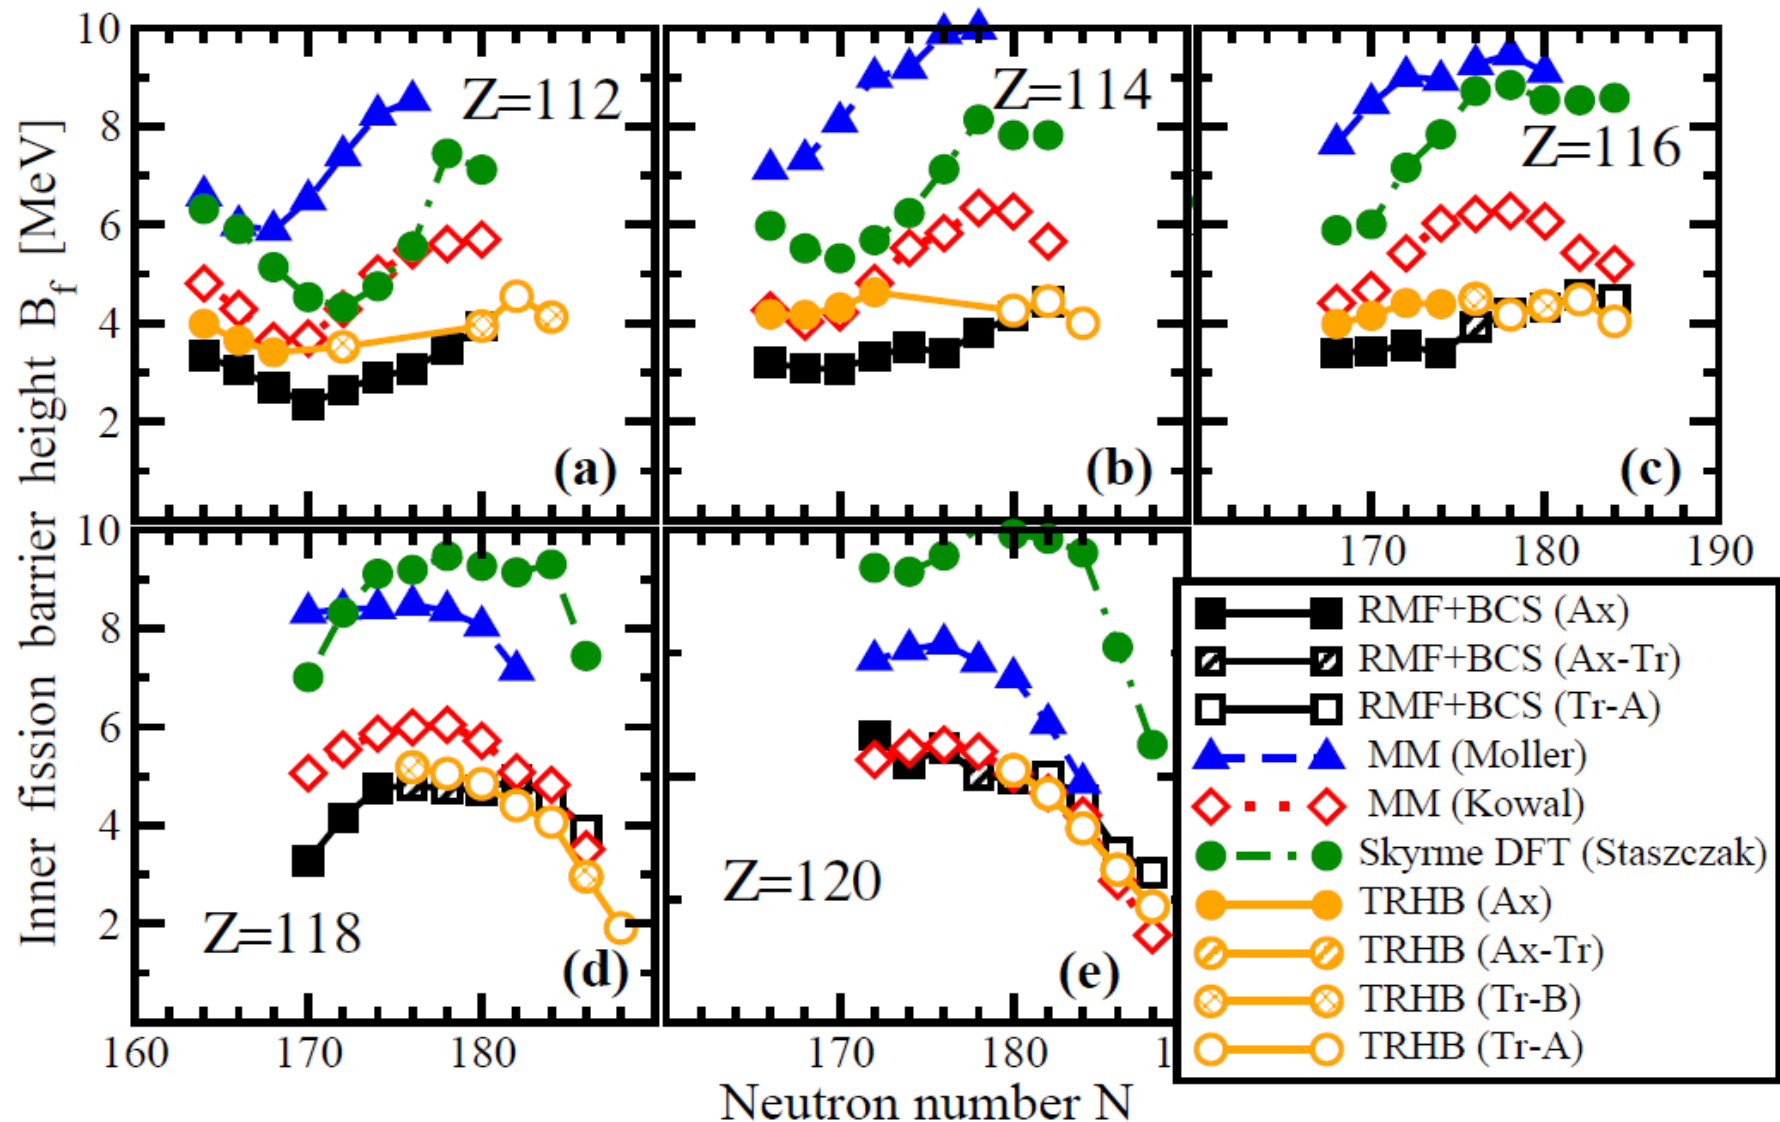 Inner fission barrier height B_f [MeV]
10
8
6
4
2
Z=112
(a)
Z=114
(b)
Z=116
(c)
170 180 190
10
8
6
4
2
Z=118
(d)
160 170 180
Z=120
(e)
170 180 1
Neutron number N
RMF+BCS (Ax)
RMF+BCS (Ax-Tr)
RMF+BCS (Tr-A)
MM (Moller)
MM (Kowal)
Skyrme DFT (Staszczak)
TRHB (Ax)
TRHB (Ax-Tr)
TRHB (Tr-B)
TRHB (Tr-A)